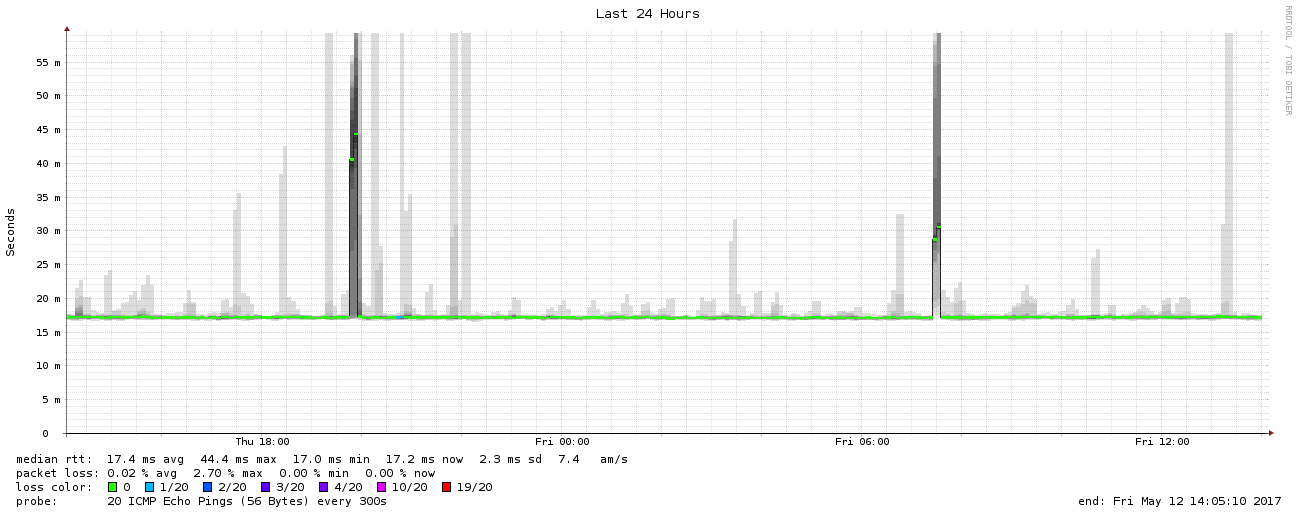 Last 24 Hours
RRDTOOL / TOBI OETIKER
Seconds
55 m
50 m
45 m
40 m
35 m
30 m
25 m
20 m
15 m
10 m
5 m
0
Thu 18:00 Fri 00:00 Fri 06:00 Fri 12:00
median rtt: 17.4 ms avg 44.4 ms max 17.0 ms min 17.2 ms now 2.3 ms sd 7.4 am/s
packet loss: 0.02 % avg 2.70 % max 0.00 % min 0.00 % now
loss color: 0 1/20 2/20 3/20 4/20 10/20 19/20
probe: 20 ICMP Echo Pings (56 Bytes) every 300s end: Fri May 12 14:05:10 2017